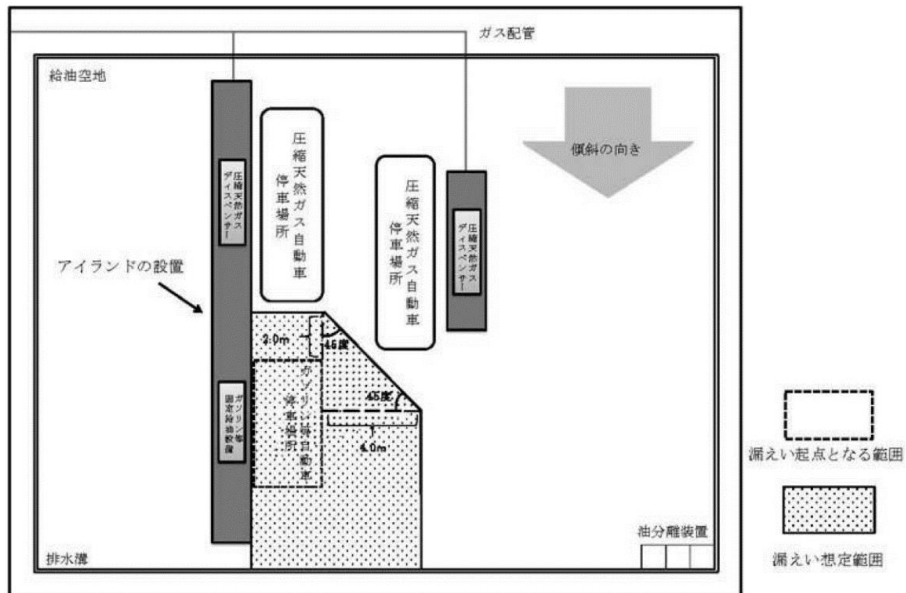 ガス配管
給油空地
傾斜の向き
圧縮天然ガス自動車
停車場所
圧縮天然ガス自動車
停車場所
圧縮天然ガス
ディスペンサー
圧縮天然ガス
ディスペンサー
アイランドの設置
2.0m
45度
ガソリン等自動車
停車場所
45度
4.0m
ガソリン等
固定給油設備
漏えい起点となる範囲
油分離装置
排水溝
漏えい想定範囲